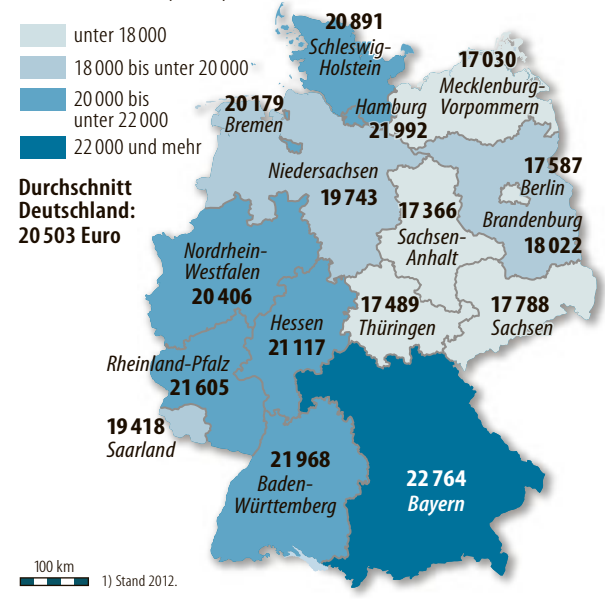 unter 18 000
18 000 bis unter 20 000
20 000 bis
unter 22 000
22 000 und mehr
Durchschnitt
Deutschland:
20 503 Euro
20 891
Schleswig-
Holstein
17 030
Mecklenburg-
Vorpommern
20 179
Bremen
Hamburg
21 992
Niedersachsen
19 743
17 587
Berlin
Brandenburg
18 022
17 366
Sachsen-
Anhalt
Nordrhein-
Westfalen
20 406
Hessen
21 117
17 489
Thüringen
17 788
Sachsen
Rheinland-Pfalz
21 605
19 418
Saarland
21 968
Baden-
Württemberg
22 764
Bayern
100 km
1) Stand 2012.